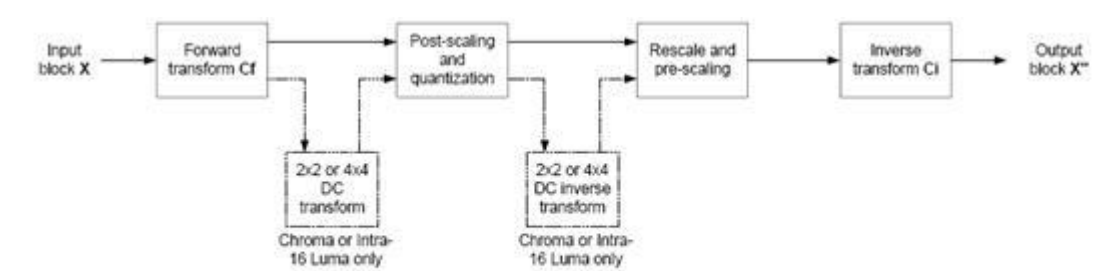 Input
block X
Forward
transform Cf
Post-scaling
and
quantization
Rescale and
pre-scaling
Inverse
transform Ci
Output
block X"
2x2 or 4x4
DC
transform
Chroma or Intra-
16 Luma only
2x2 or 4x4
DC inverse
transform
Chroma or Intra-
16 Luma only